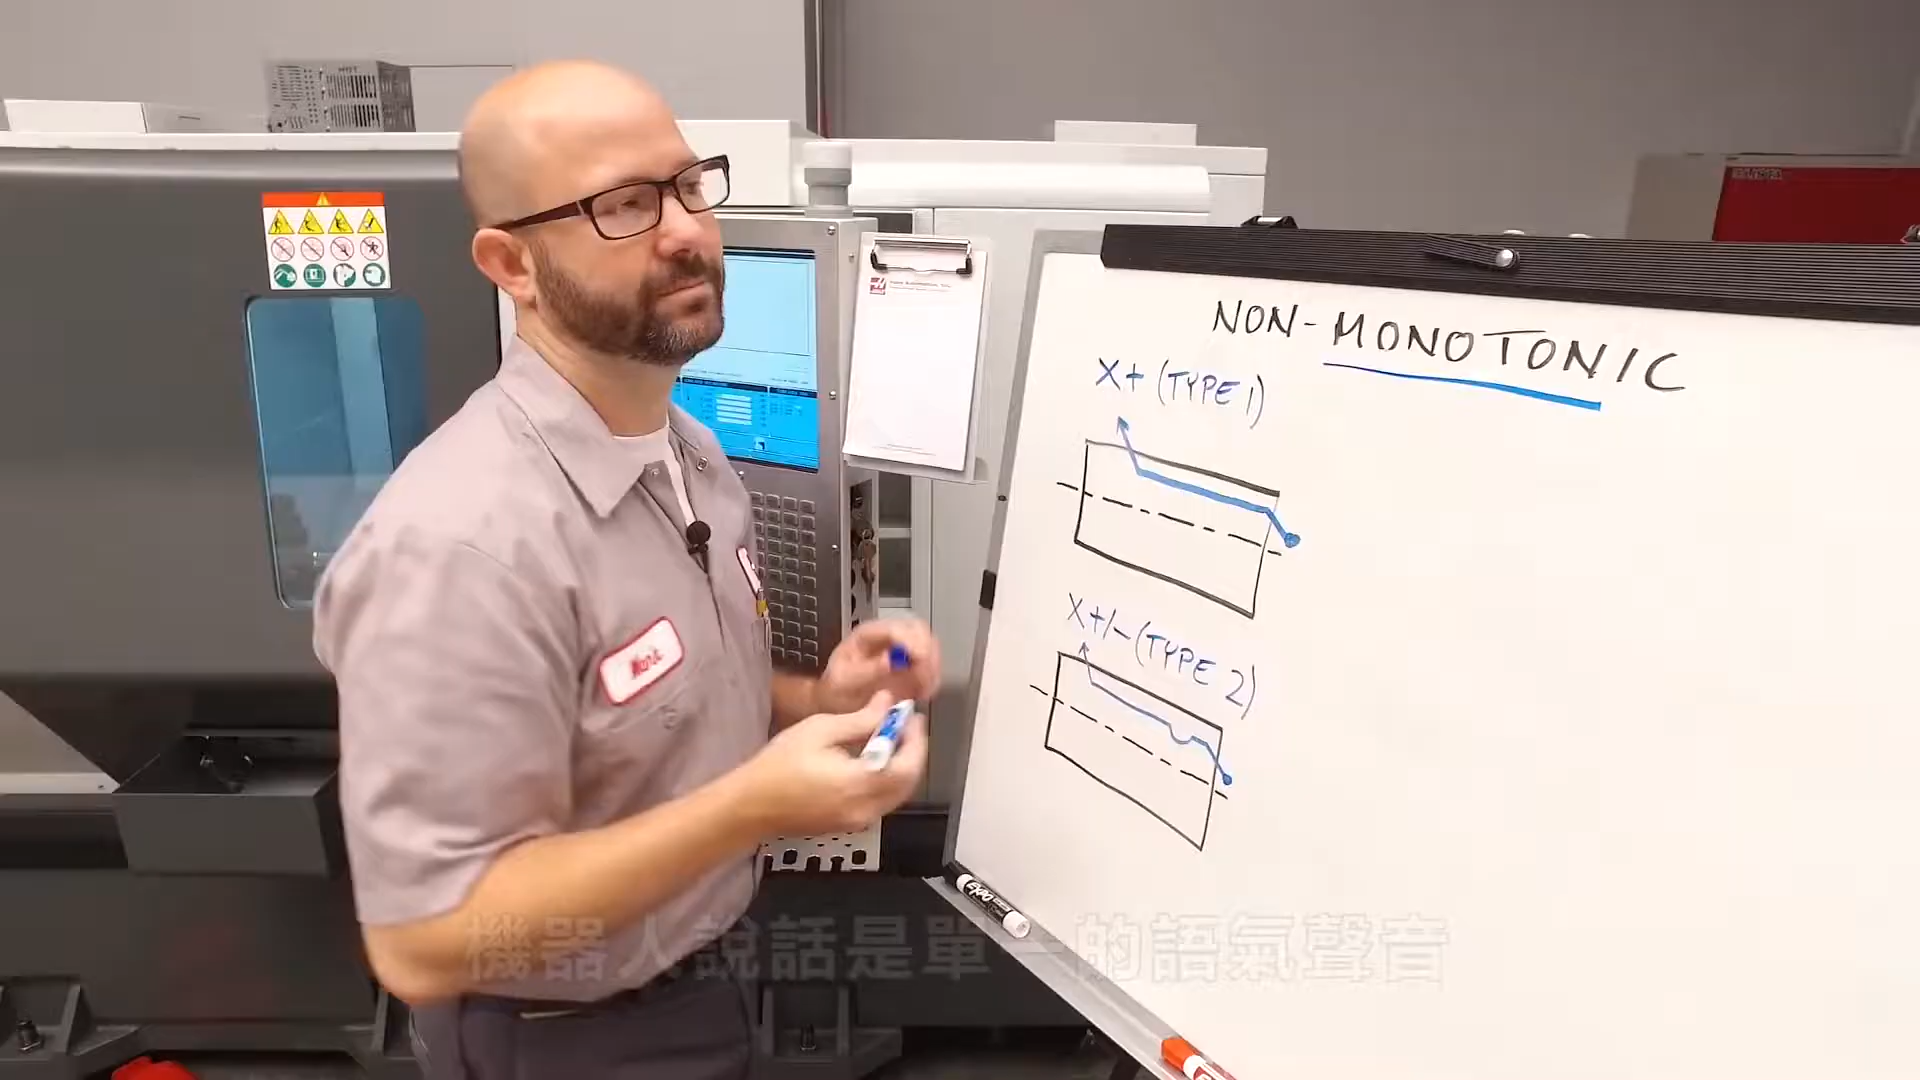 NON-MONOTONIC
X+ (TYPE 1)
X+/- (TYPE 2)
EXPO
機器人說話是單一的語氣聲音